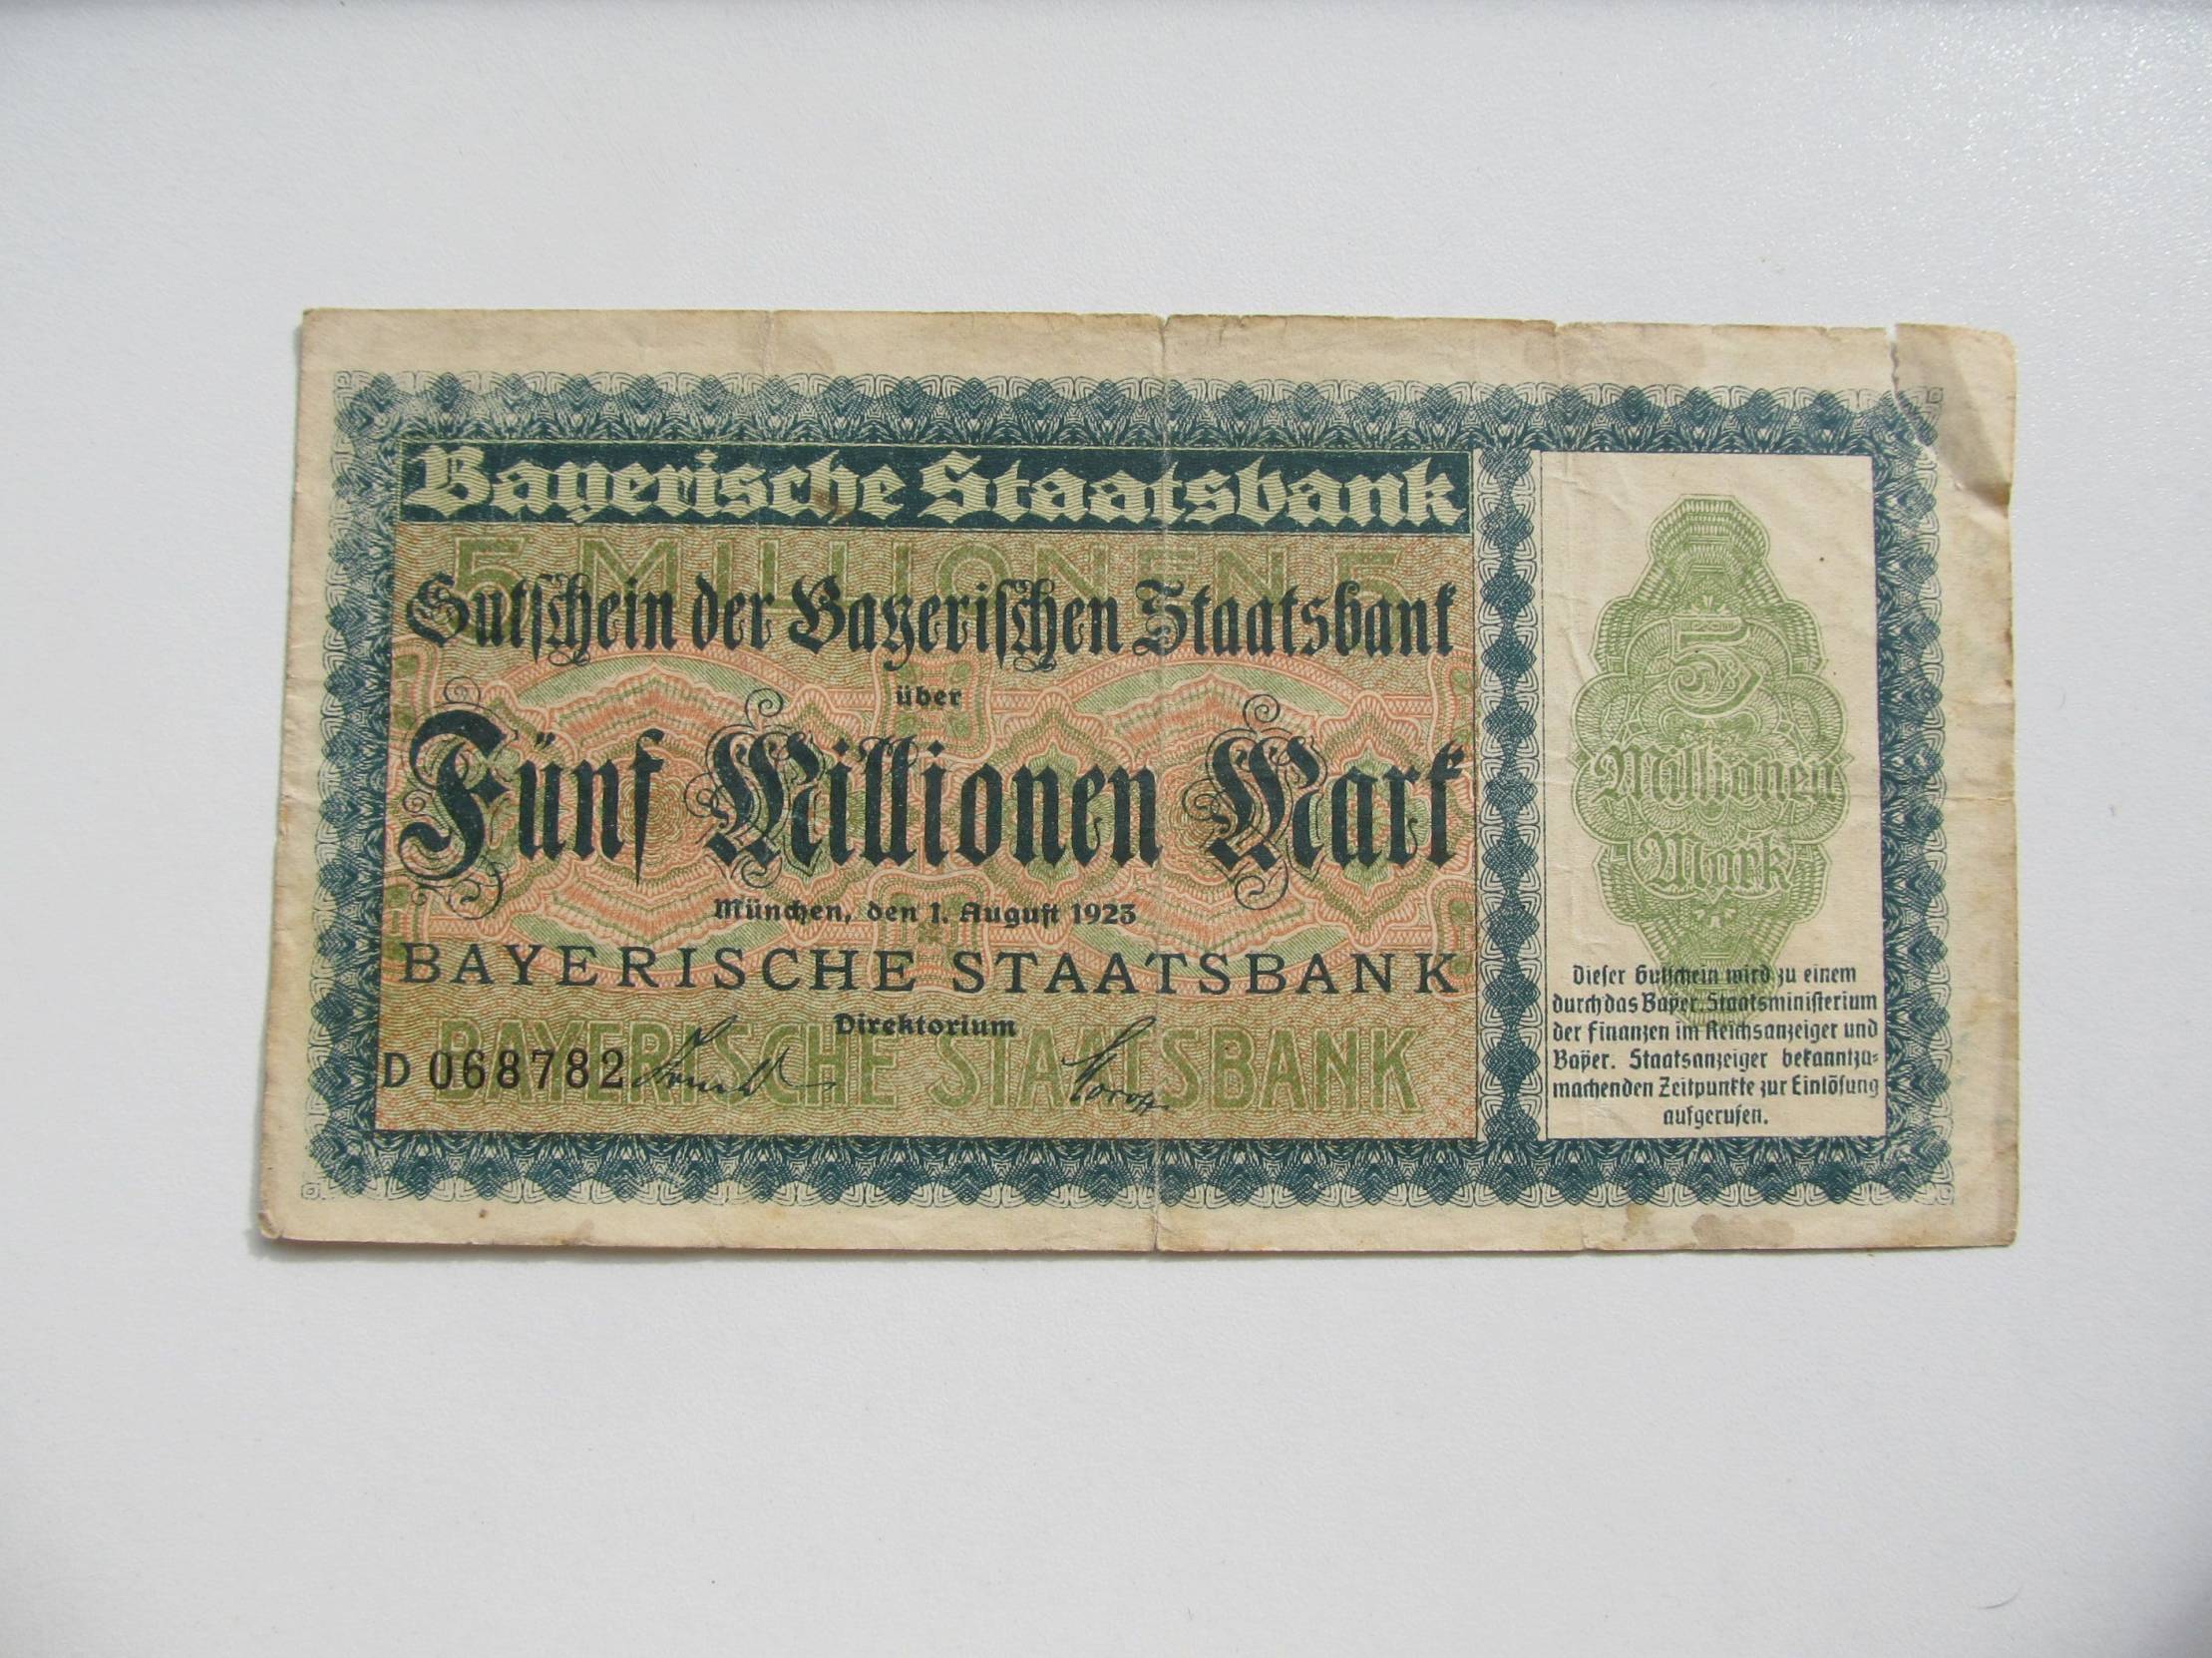 Bayerische Staatsbank
5 MILLIONEN 5
Gutschein der Bayerischen Staatsbank
über
Fünf Millionen Mark
München, den 1. August 1923
BAYERISCHE STAATSBANK
Direktorium
BAYERISCHE STAATSBANK
D 068782
5
Millionen
Mark
Dieser Gutschein wird zu einem
durch das Bayer. Staatsministerium
der Finanzen im Reichsanzeiger und
Bayer. Staatsanzeiger bekanntzu-
machenden Zeitpunkte zur Einlösung
aufgerufen.